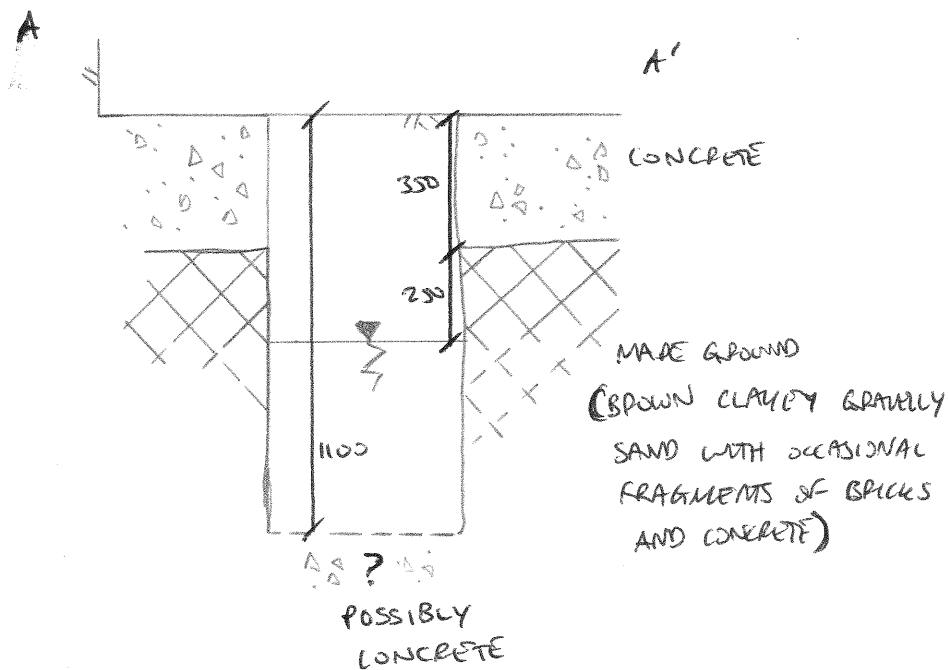 A
A'
CONCRETE
350
250
MADE GROUND
(BROWN CLAYEY GRAVELLY
SAND WITH OCCASIONAL
FRAGMENTS OF BRICKS
AND CONCRETE)
1100
?
POSSIBLY
CONCRETE